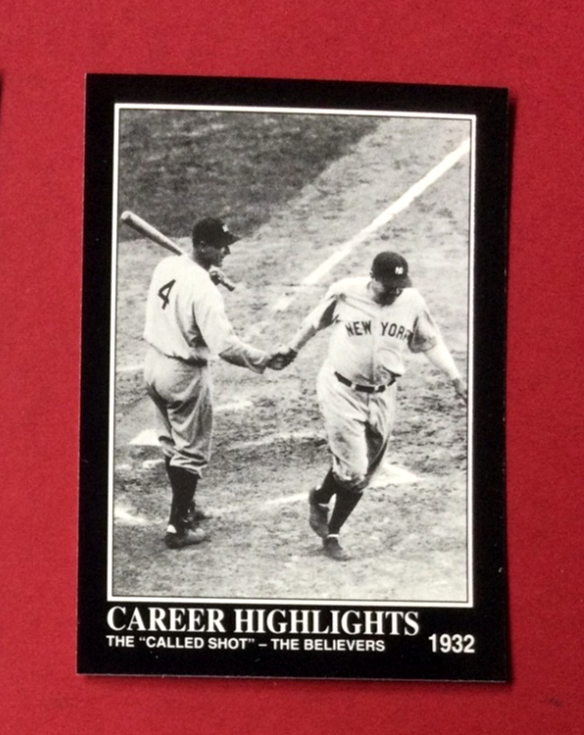 4
NEW YORK
CAREER HIGHLIGHTS
THE “CALLED SHOT” – THE BELIEVERS
1932